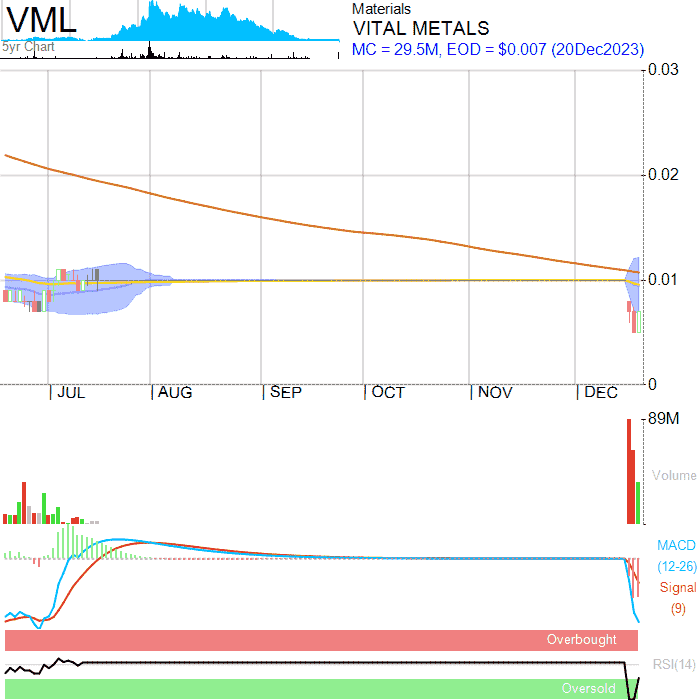 VML
5yr Chart
Materials
VITAL METALS
MC = 29.5M, EOD = $0.007 (20Dec2023)
0.03
0.02
0.01
0
JUL AUG SEP OCT NOV DEC
89M
Volume
MACD
(12-26)
Signal
(9)
Overbought
RSI(14)
Oversold